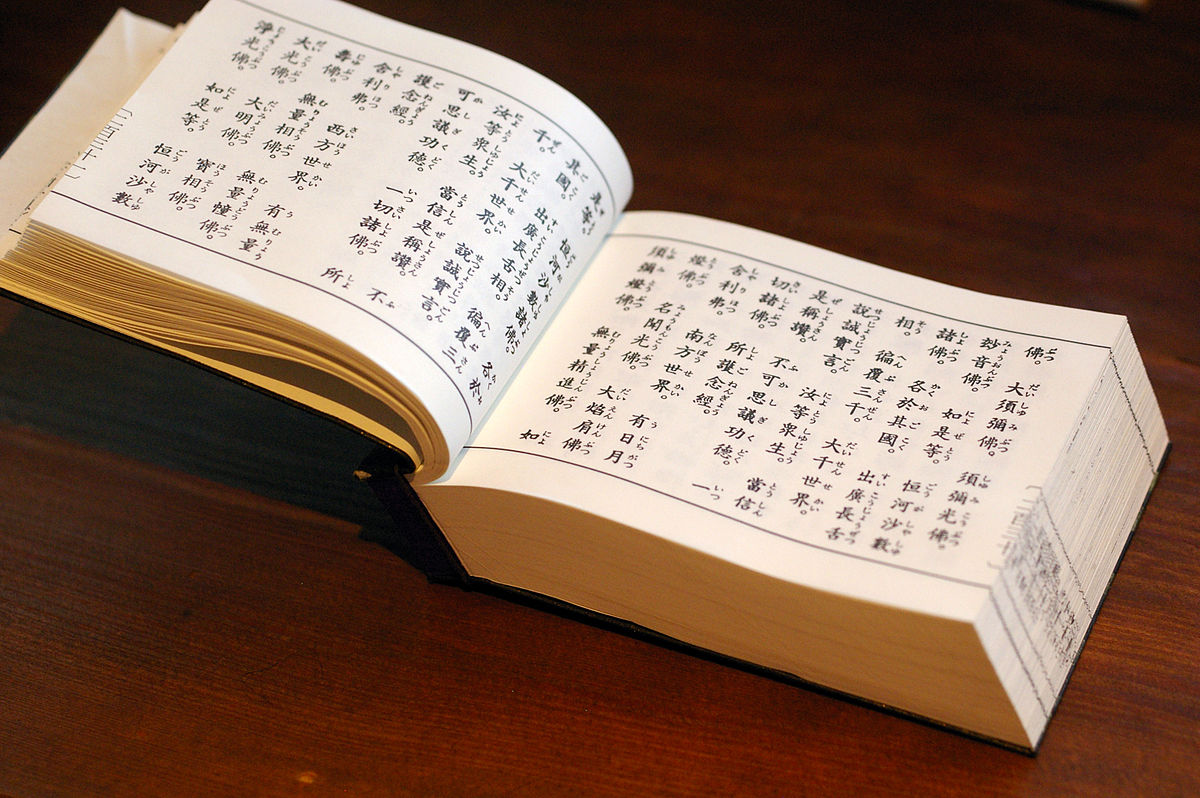 佛。 大須彌佛。 須彌光佛。
妙音佛。 如是等。 恒河沙數
諸佛。 各於其國。 出廣長舌
相。 徧覆三千。 大千世界。
說誠實言。 汝等眾生。 當信
是稱讚。 不可思議功德。 一
切諸佛。 所護念經。
舍利弗。 南方世界。 有日月
燈佛。 名聞光佛。 大焰肩佛
須彌燈佛。 無量精進佛。 如
是等 恒河沙數諸佛。 各於
其國。 出廣長舌相。 徧覆三
千。 大千世界。 說誠實言。
汝等眾生。 當信是稱讚。 不
可思議功德。 一切諸佛。 所
護念經。
舍利弗。 西方世界。 有無量
壽佛。 無量相佛。 無量幢佛。
大光佛。 大明佛。 寶相佛。
淨光佛。 如是等。 恒河沙數
〔二百三十一〕